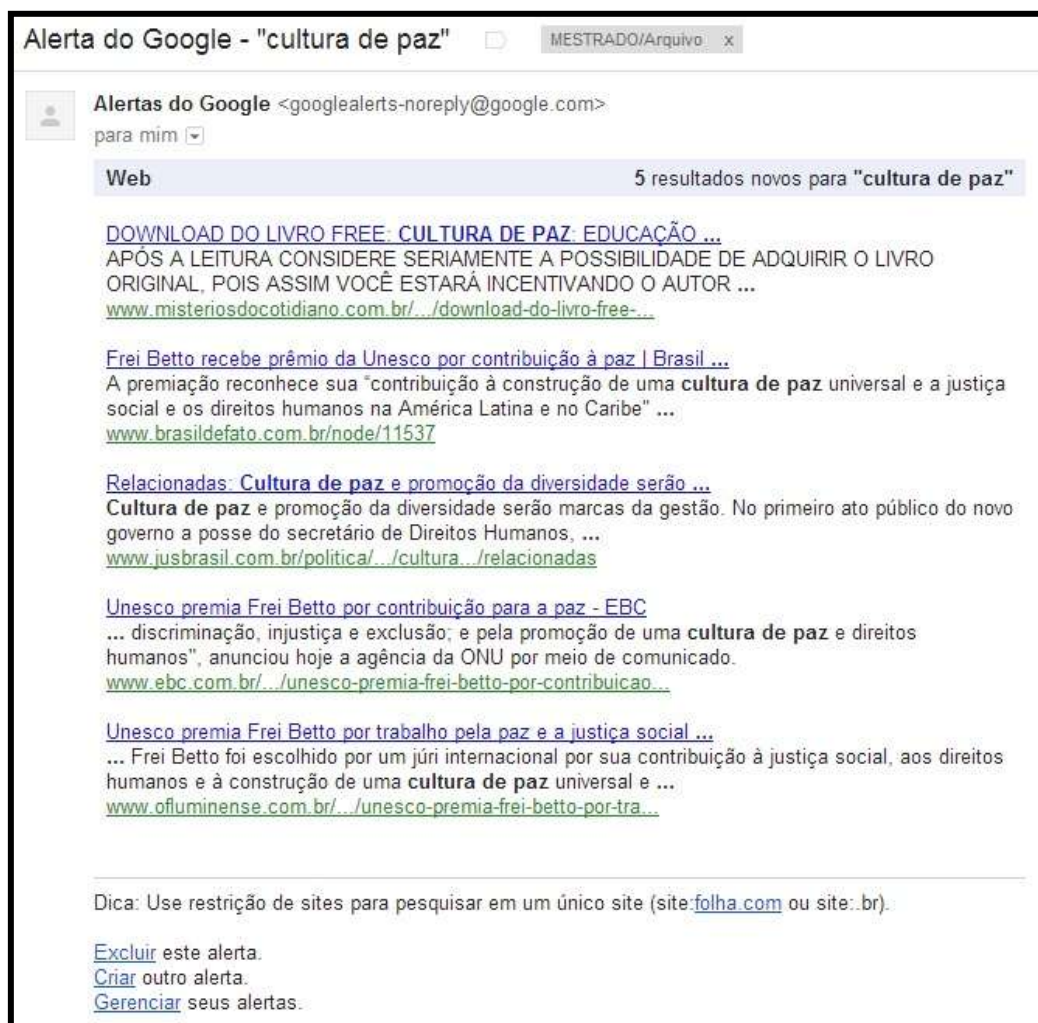 Alerta do Google - "cultura de paz" MESTRADO/Arquivo x
Alertas do Google <googlealerts-noreply@google.com>
para mim
Web 5 resultados novos para "cultura de paz"
DOWNLOAD DO LIVRO FREE: CULTURA DE PAZ: EDUCAÇÃO ...
APÓS A LEITURA CONSIDERE SERIAMENTE A POSSIBILIDADE DE ADQUIRIR O LIVRO
ORIGINAL, POIS ASSIM VOCÊ ESTARÁ INCENTIVANDO O AUTOR ...
www.misteriosdocotidiano.com.br/.../download-do-livro-free-...
Frei Betto recebe prêmio da Unesco por contribuição à paz | Brasil ...
A premiação reconhece sua “contribuição à construção de uma cultura de paz universal e a justiça
social e os direitos humanos na América Latina e no Caribe" ...
www.brasildefato.com.br/node/11537
Relacionadas: Cultura de paz e promoção da diversidade serão ...
Cultura de paz e promoção da diversidade serão marcas da gestão. No primeiro ato público do novo
governo a posse do secretário de Direitos Humanos, ...
www.jusbrasil.com.br/politica/.../cultura.../relacionadas
Unesco premia Frei Betto por contribuição para a paz - EBC
... discriminação, injustiça e exclusão; e pela promoção de uma cultura de paz e direitos
humanos", anunciou hoje a agência da ONU por meio de comunicado.
www.ebc.com.br/.../unesco-premia-frei-betto-por-contribuicao...
Unesco premia Frei Betto por trabalho pela paz e a justiça social ...
... Frei Betto foi escolhido por um júri internacional por sua contribuição à justiça social, aos direitos
humanos e à construção de uma cultura de paz universal e ...
www.ofluminense.com.br/.../unesco-premia-frei-betto-por-tra...
Dica: Use restrição de sites para pesquisar em um único site (site:folha.com ou site:.br).
Excluir este alerta.
Criar outro alerta.
Gerenciar seus alertas.